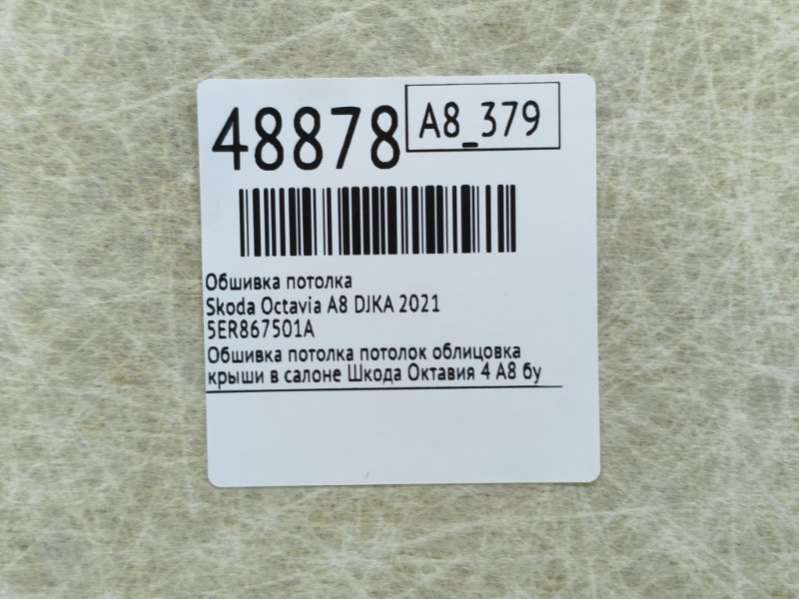 48878
A8_379
Обшивка потолка
Skoda Octavia A8 DJKA 2021
5ER867501A
Обшивка потолка потолок облицовка
крыши в салоне Шкода Октавия 4 А8 бу